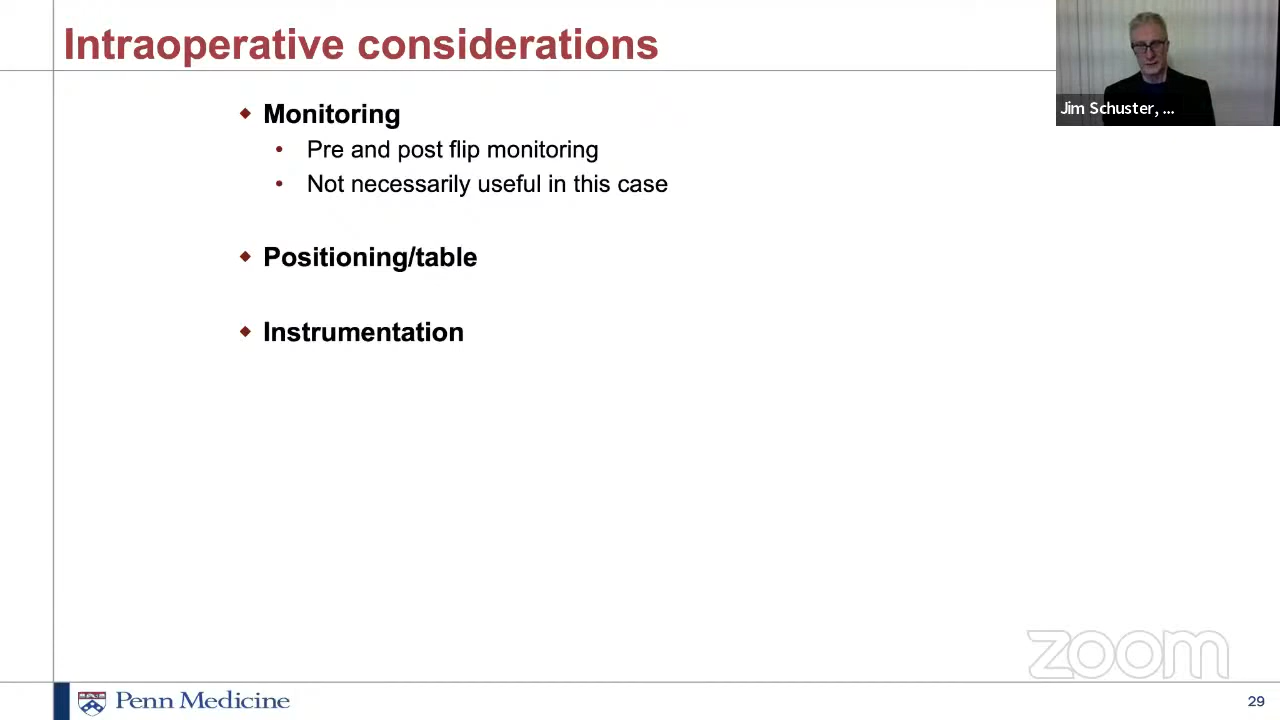 Intraoperative considerations
Jim Schuster, ...
Monitoring
Pre and post flip monitoring
Not necessarily useful in this case
Positioning/table
Instrumentation
zoom
Penn Medicine
29